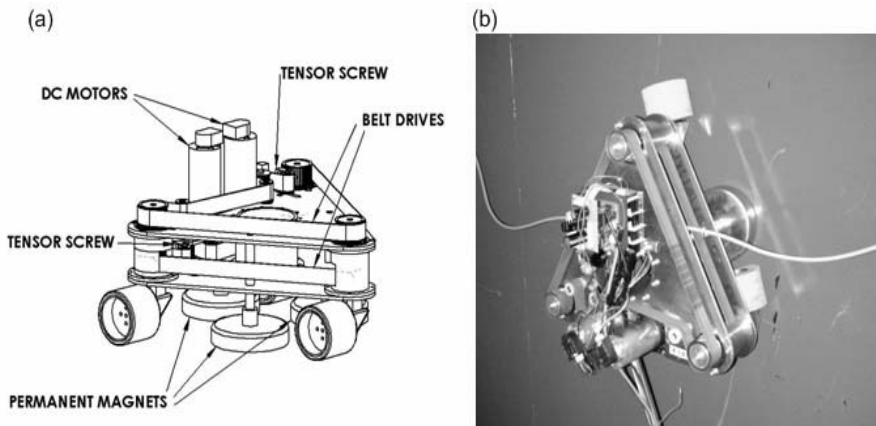 (a)
(b)
TENSOR SCREW
DC MOTORS
BELT DRIVES
TENSOR SCREW
PERMANENT MAGNETS